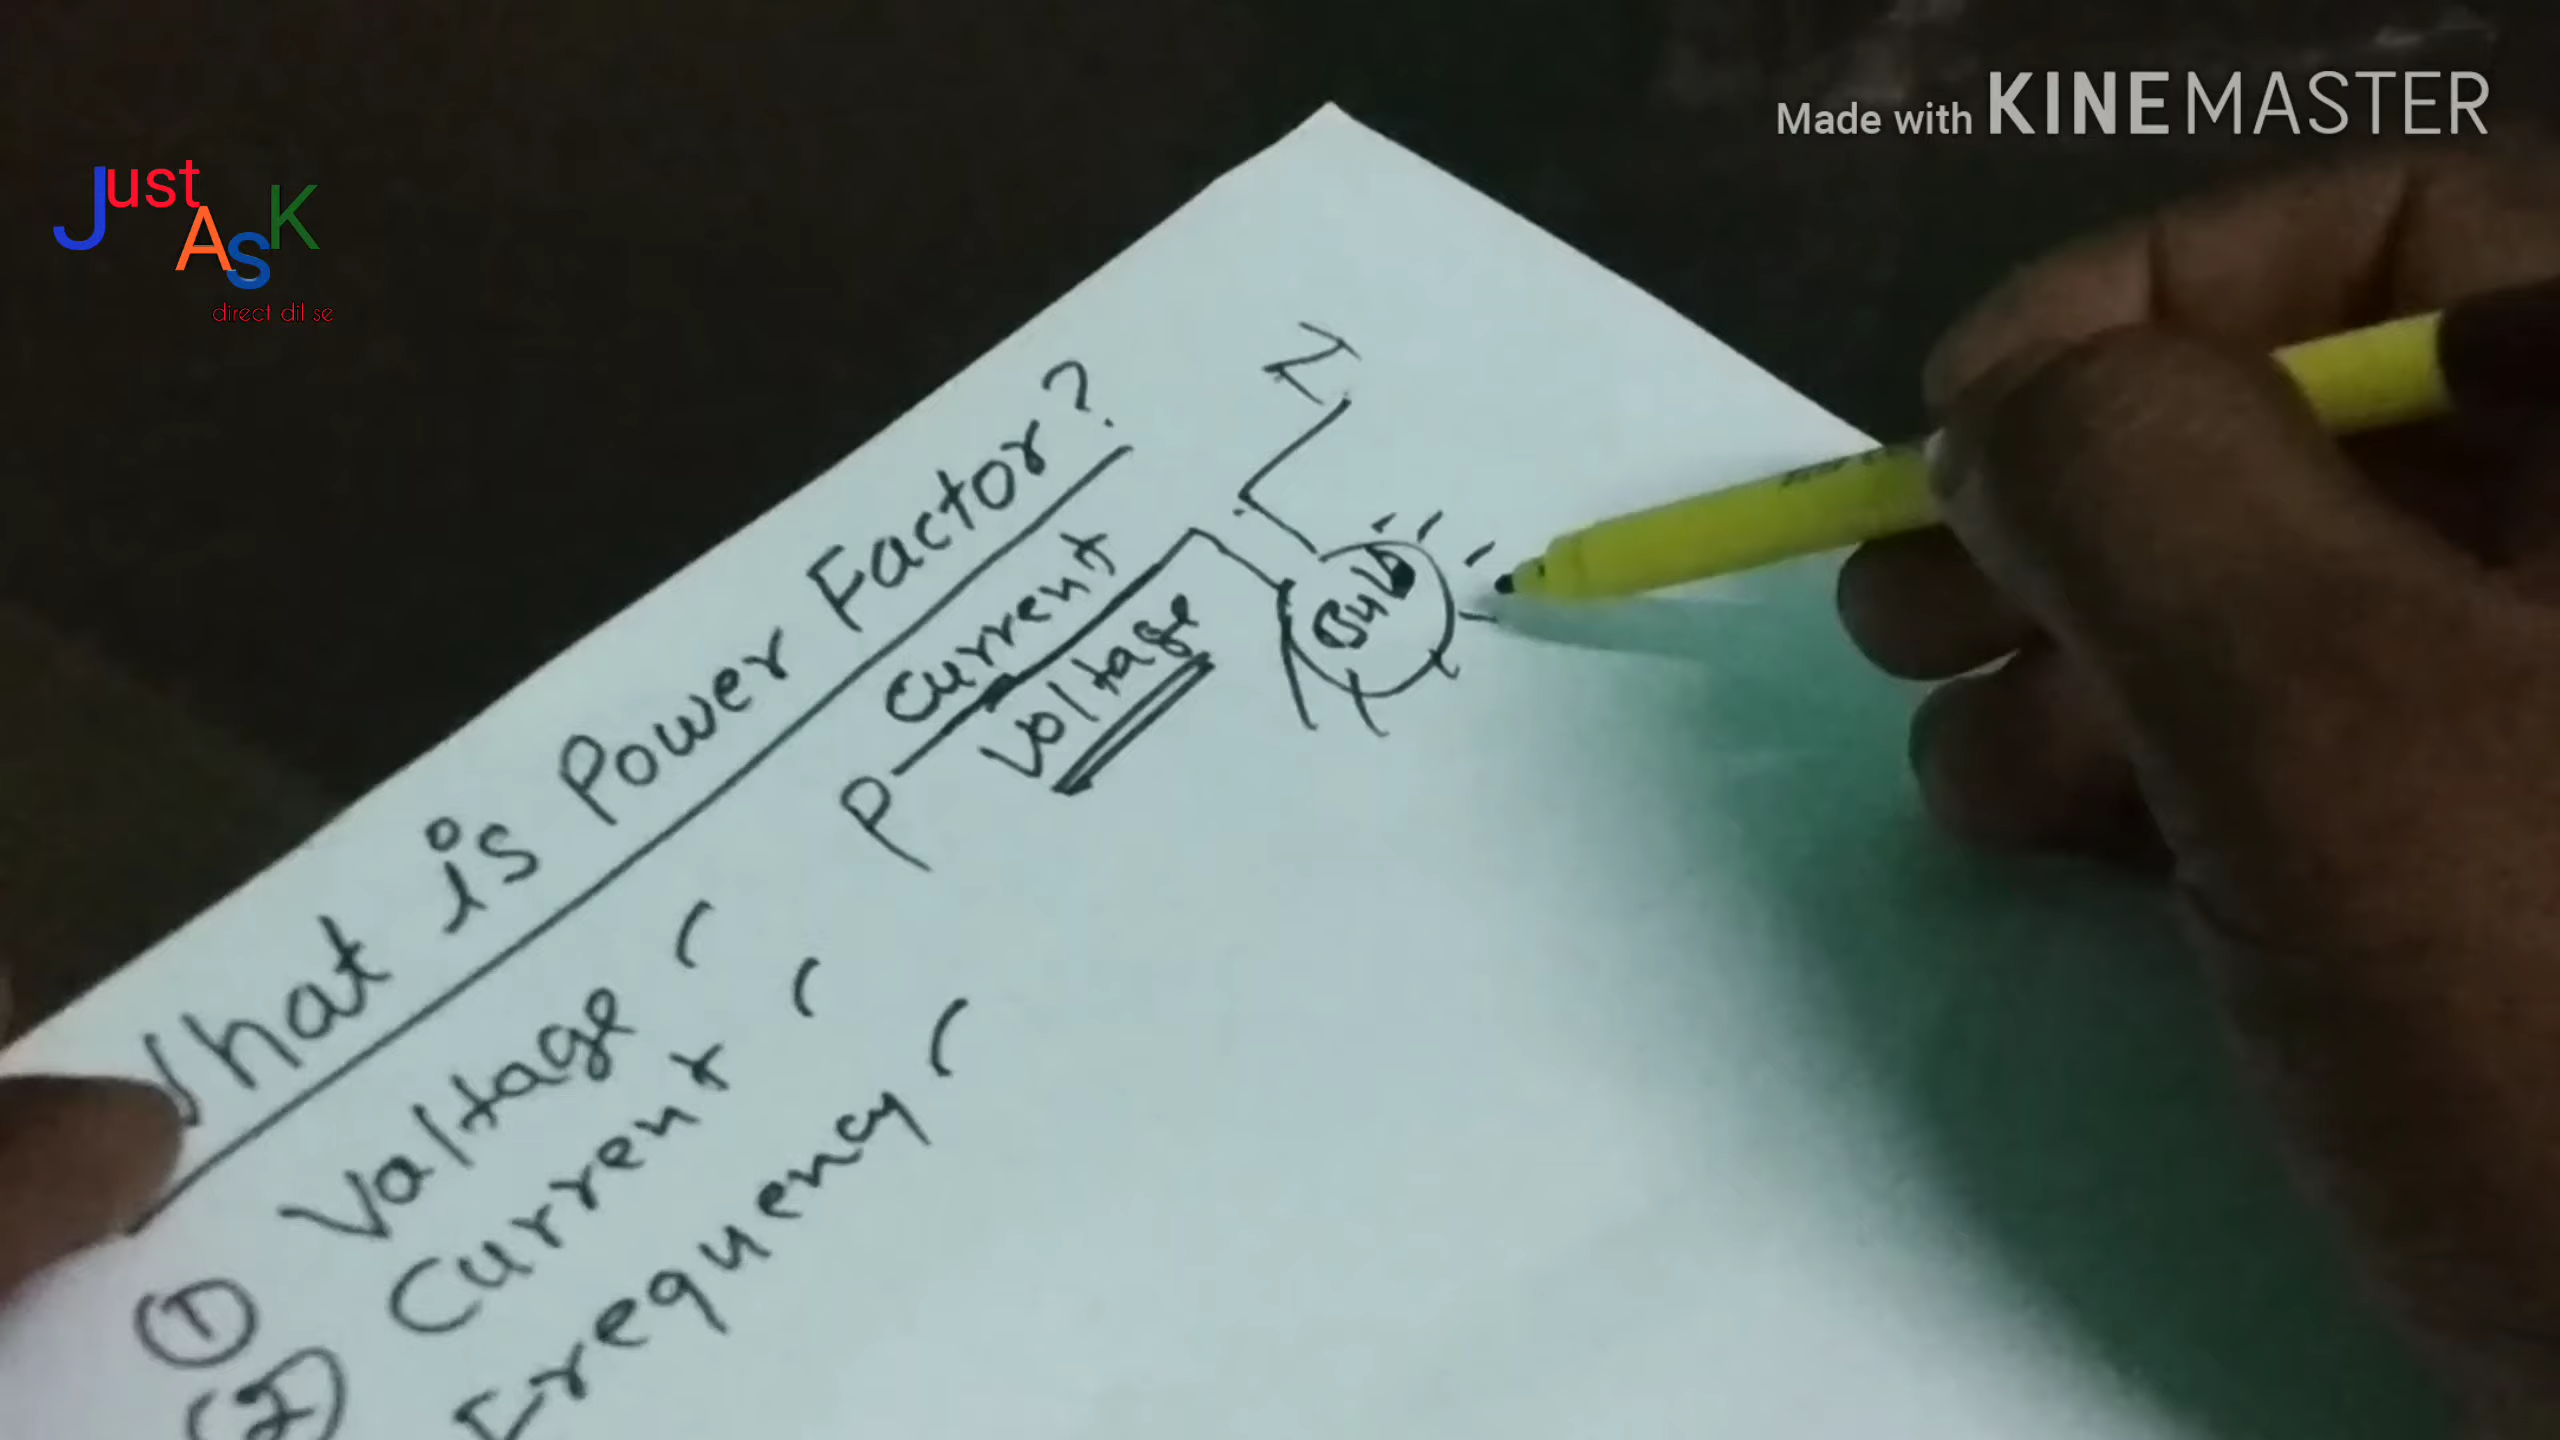 Made with KINEMASTER
Just
AsK
direct dil se
What is Power Factor?
N
P
Current
Voltage
Bulb
① Voltage (
② Current (
Frequency (